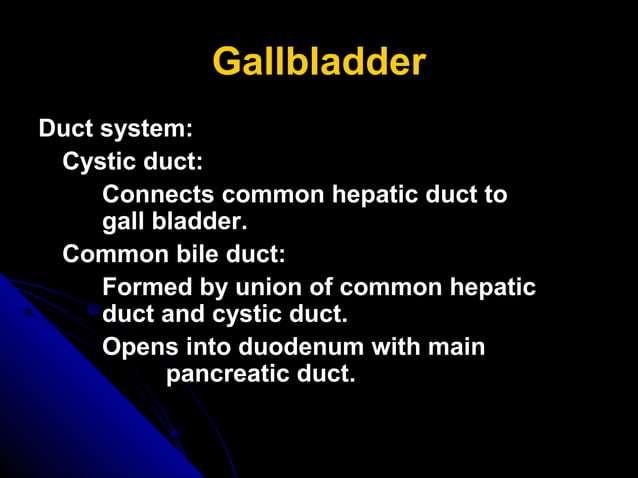 Gallbladder
Duct system:
Cystic duct:
Connects common hepatic duct to
gall bladder.
Common bile duct:
Formed by union of common hepatic
duct and cystic duct.
Opens into duodenum with main
pancreatic duct.